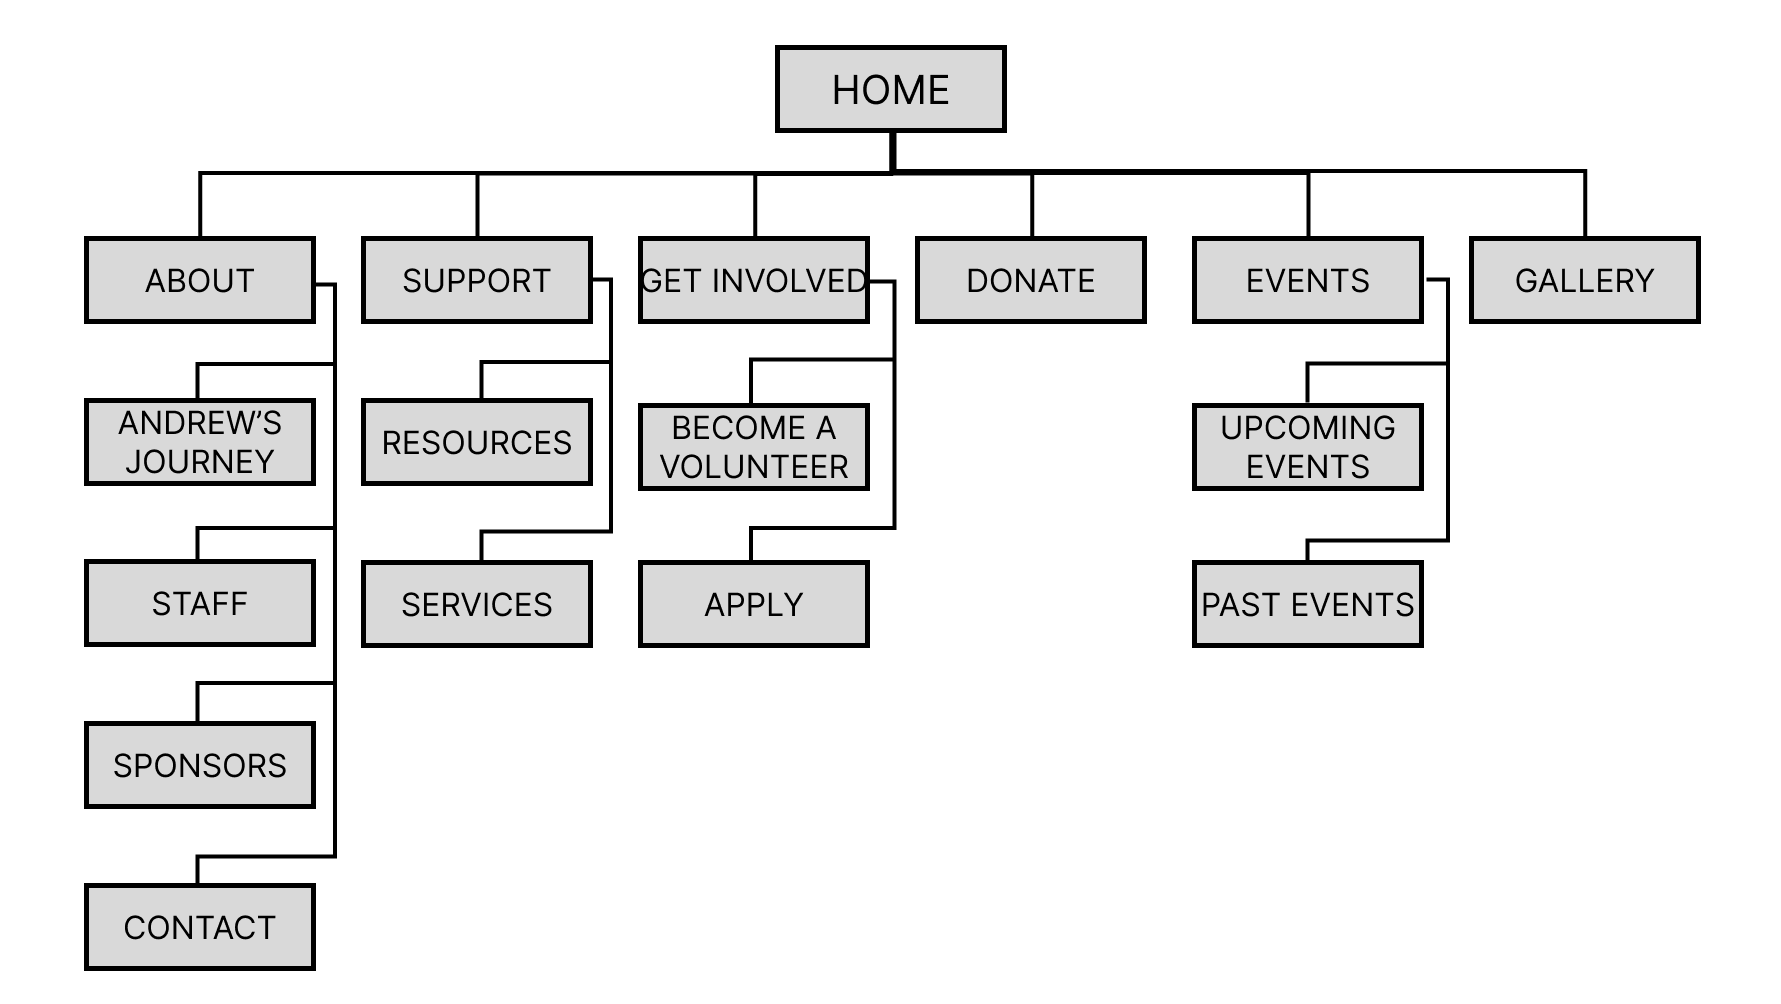 HOME
ABOUT
SUPPORT
GET INVOLVED
DONATE
EVENTS
GALLERY
ANDREW’S
JOURNEY
RESOURCES
BECOME A
VOLUNTEER
UPCOMING
EVENTS
STAFF
SERVICES
APPLY
PAST EVENTS
SPONSORS
CONTACT